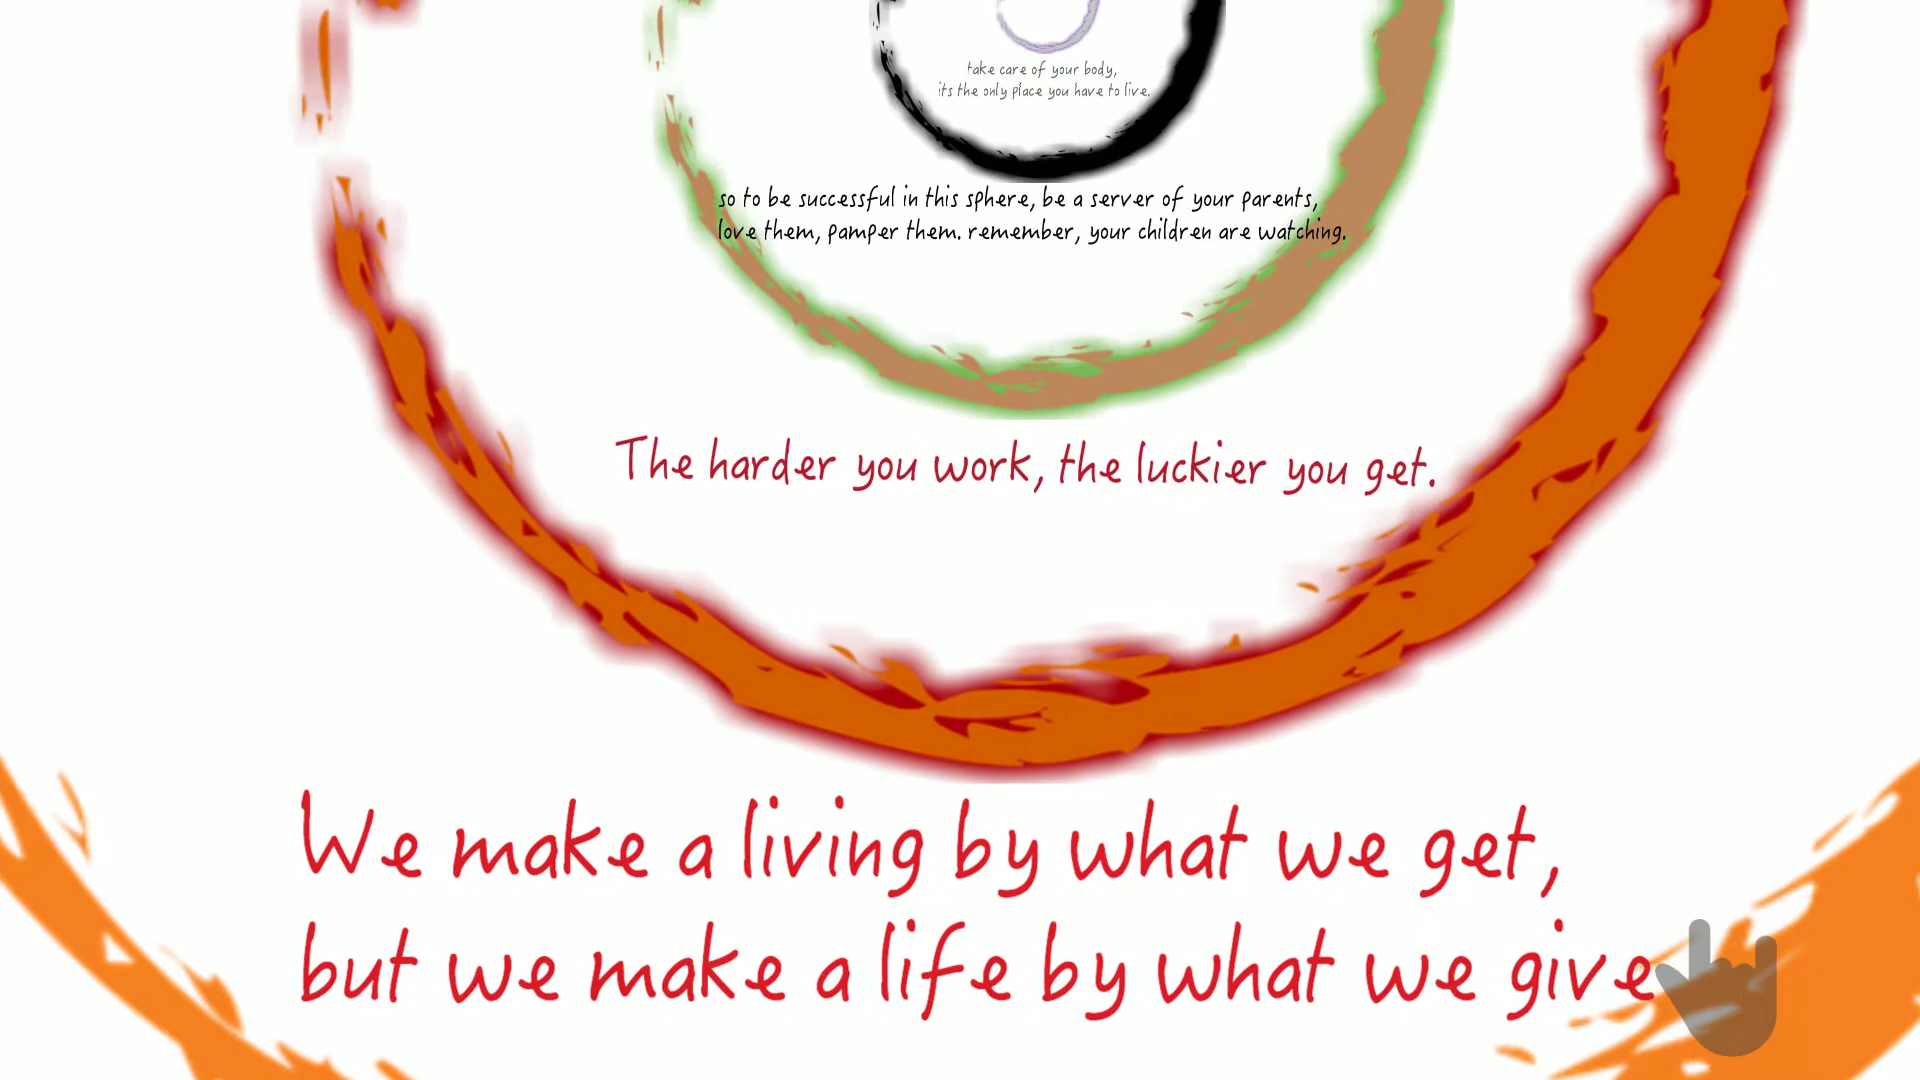 take care of your body,
its the only place you have to live.
so to be successful in this sphere, be a server of your parents,
love them, pamper them. remember, your children are watching.
The harder you work, the luckier you get.
We make a living by what we get,
but we make a life by what we give